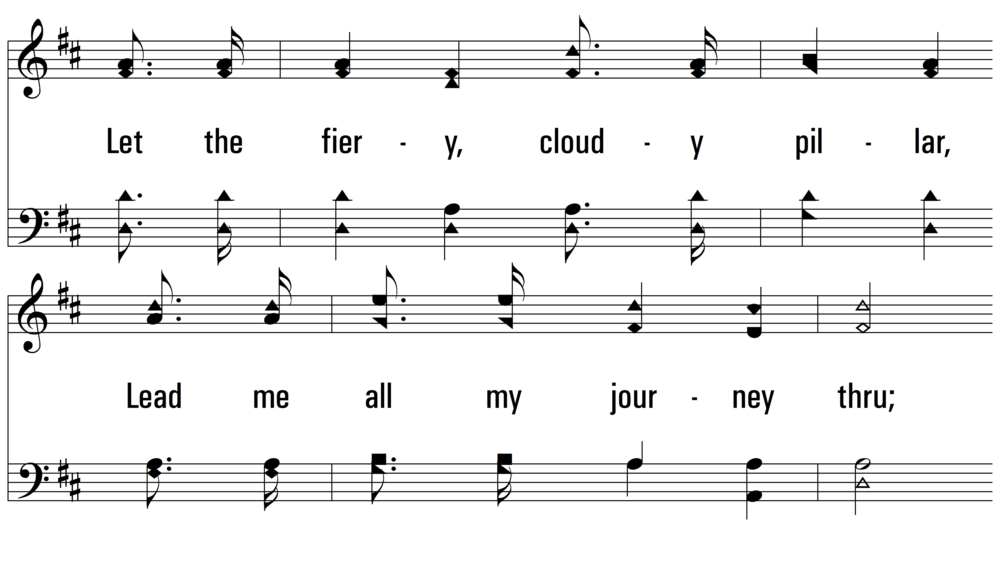 Let the fier - y, cloud - y pil - lar,
Lead me all my jour - ney thru;